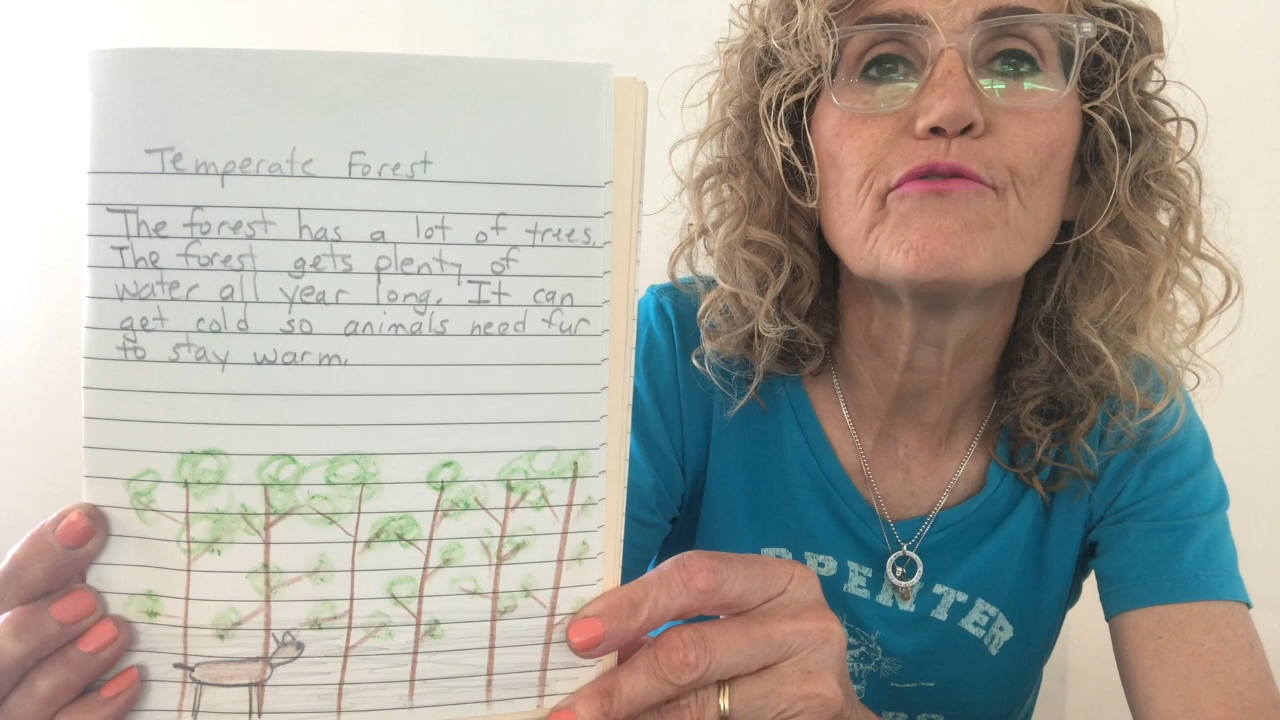 Temperate Forest
The forest has a lot of trees.
The forest gets plenty of
water all year long. It can
get cold so animals need fur
to stay warm.